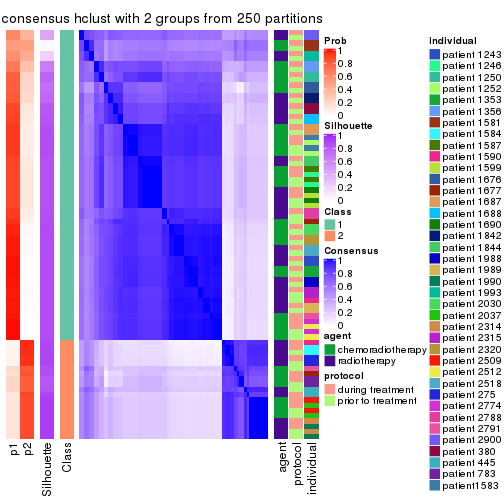 consensus hclust with 2 groups from 250 partitions
Prob
1
0.8
0.6
0.4
0.2
0
Silhouette
1
0.8
0.6
0.4
0.2
0
Class
1
2
Consensus
1
0.8
0.6
0.4
0.2
0
agent
chemoradiotherapy
radiotherapy
protocol
during treatment
prior to treatment
individual
patient 1243
patient 1246
patient 1250
patient 1252
patient 1353
patient 1356
patient 1581
patient 1584
patient 1587
patient 1590
patient 1599
patient 1676
patient 1677
patient 1687
patient 1688
patient 1690
patient 1842
patient 1844
patient 1988
patient 1989
patient 1990
patient 1993
patient 2030
patient 2037
patient 2314
patient 2315
patient 2320
patient 2509
patient 2512
patient 2518
patient 275
patient 2774
patient 2788
patient 2791
patient 2900
patient 380
patient 445
patient 783
patient1583
p1
p2
Silhouette
Class
agent
protocol
individual